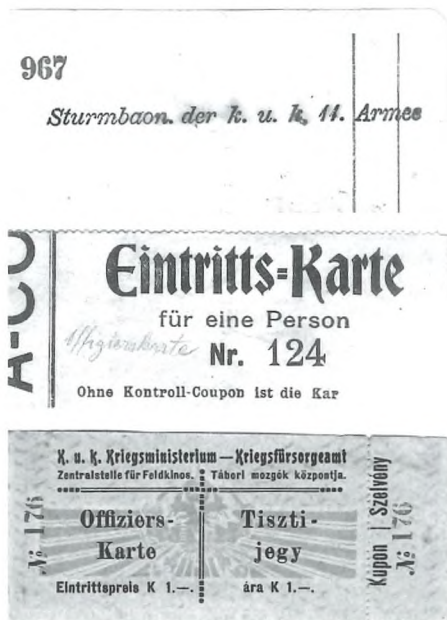 967
Sturmbaon. der k. u. k. 11. Armee
A-CO
Eintritts-Karte
für eine Person
Offizierskarte
Nr. 124
Ohne Kontroll-Coupon ist die Kar
K. u. k. Kriegsministerium — Kriegsfürsorgeamt
Zentralstelle für Feldkinos. Tábori mozgók központja.
№ 176
Offiziers-
Karte
Eintrittspreis K 1.—.
Tiszti-
jegy
ára K 1.—.
Kupon | Szelvény
№ 176